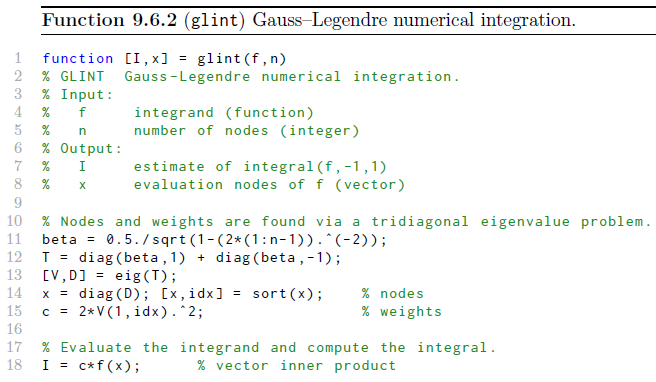 Function 9.6.2 (glint) Gauss–Legendre numerical integration.
1 function [I,x] = glint(f,n)
2 % GLINT  Gauss-Legendre numerical integration.
3 % Input:
4 %   f     integrand (function)
5 %   n     number of nodes (integer)
6 % Output:
7 %   I     estimate of integral(f,-1,1)
8 %   x     evaluation nodes of f (vector)
9
10 % Nodes and weights are found via a tridiagonal eigenvalue problem.
11 beta = 0.5./sqrt(1-(2*(1:n-1)).^(-2));
12 T = diag(beta,1) + diag(beta,-1);
13 [V,D] = eig(T);
14 x = diag(D); [x,idx] = sort(x);    % nodes
15 c = 2*V(1,idx).^2;                 % weights
16
17 % Evaluate the integrand and compute the integral.
18 I = c*f(x);      % vector inner product